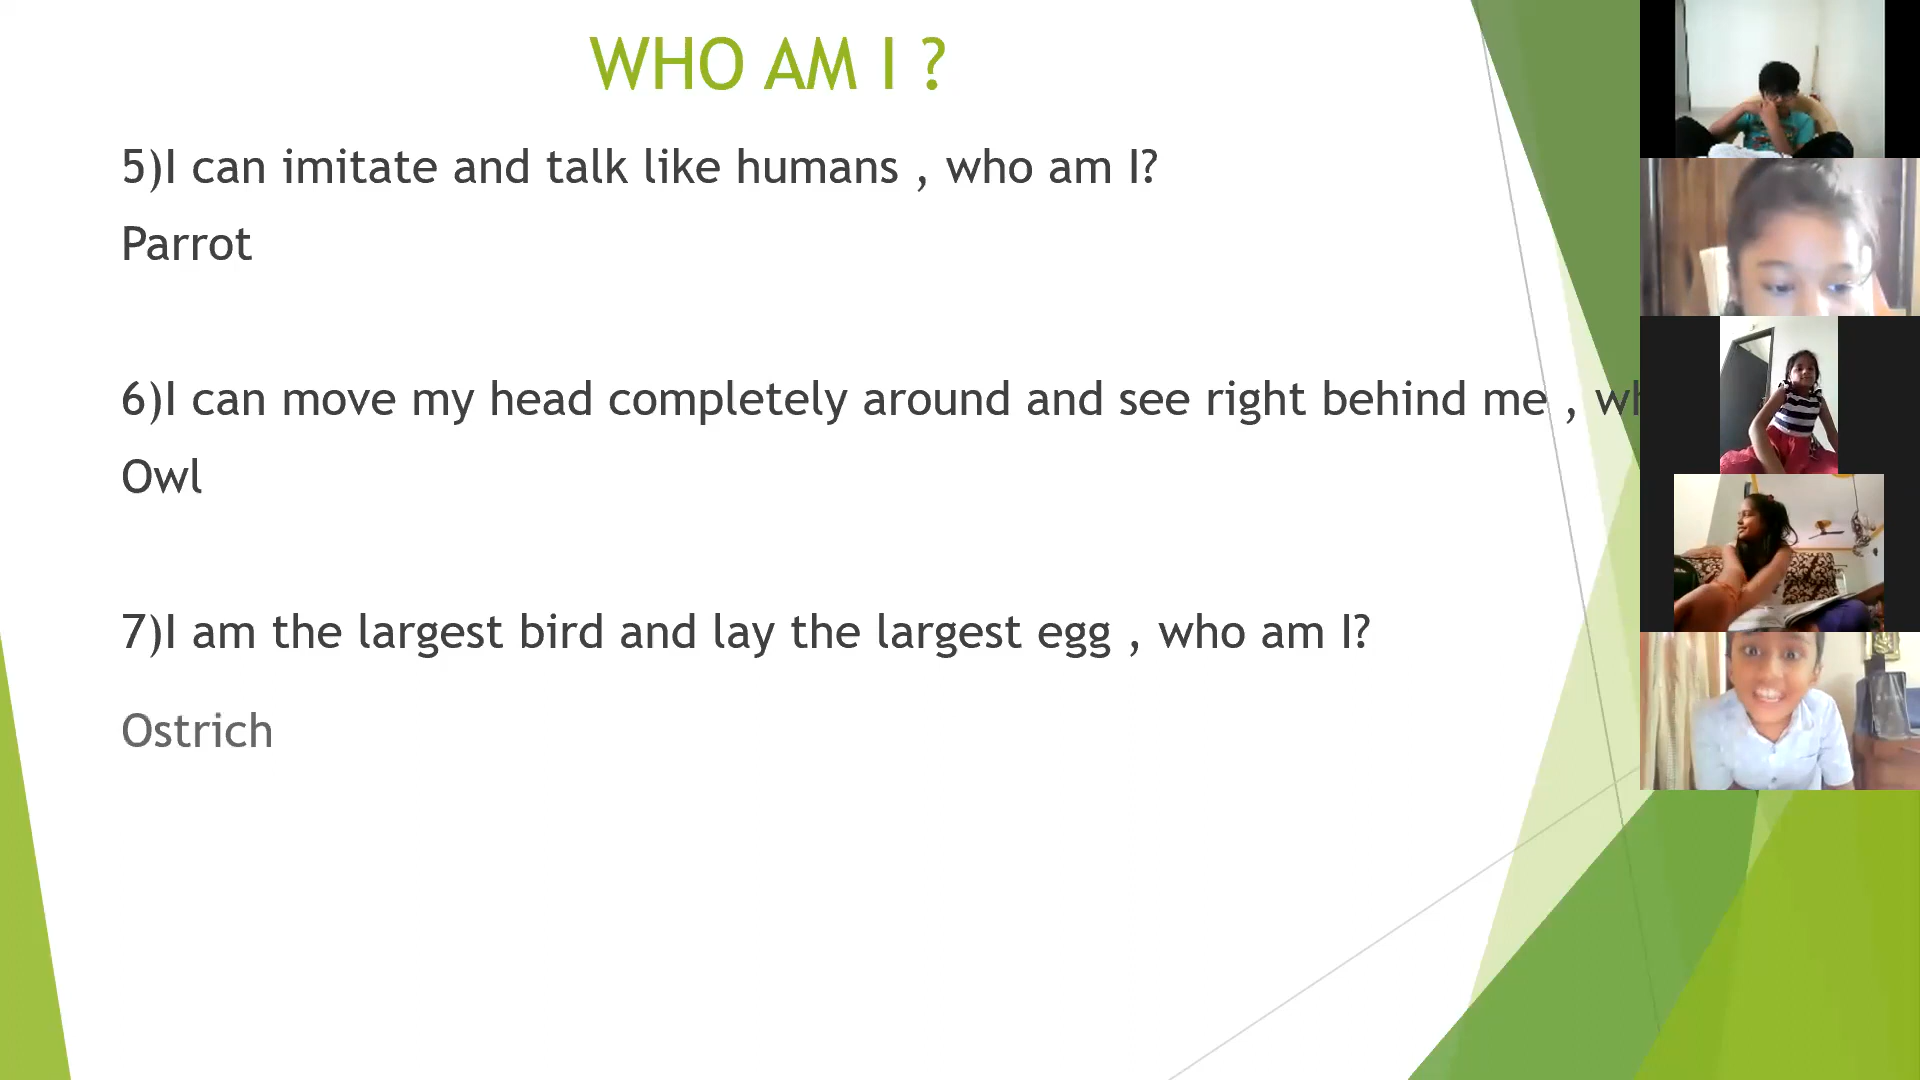 WHO AM I ?
5)I can imitate and talk like humans , who am I?
Parrot
6)I can move my head completely around and see right behind me ,
Owl
7)I am the largest bird and lay the largest egg , who am I?
Ostrich